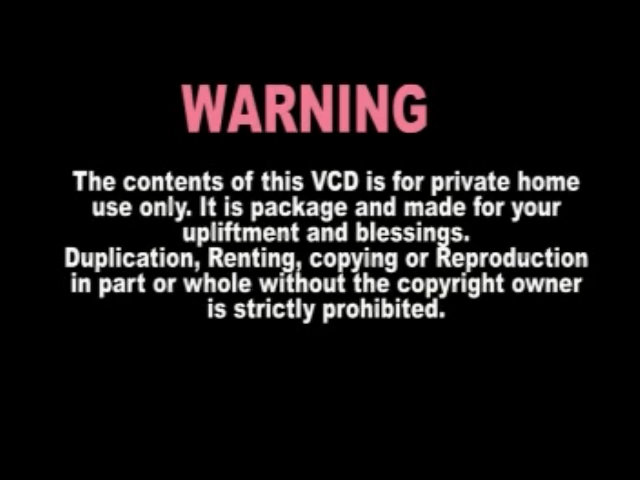 WARNING
The contents of this VCD is for private home
use only. It is package and made for your
upliftment and blessings.
Duplication, Renting, copying or Reproduction
in part or whole without the copyright owner
is strictly prohibited.